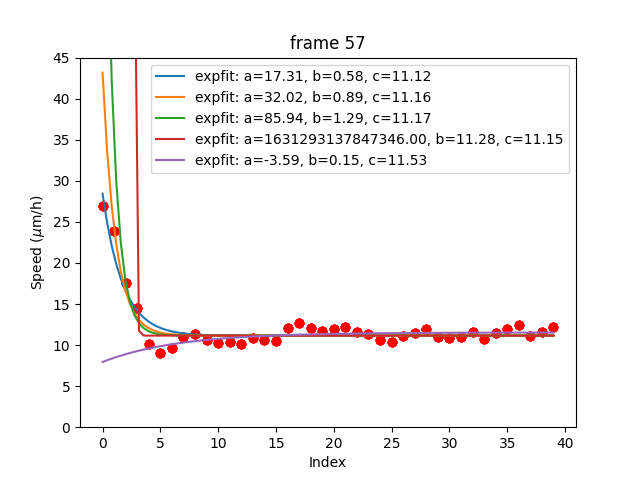 frame 57
expfit: a=17.31, b=0.58, c=11.12
expfit: a=32.02, b=0.89, c=11.16
expfit: a=85.94, b=1.29, c=11.17
expfit: a=1631293137847346.00, b=11.28, c=11.15
expfit: a=-3.59, b=0.15, c=11.53
Speed (μm/h)
45
40
35
30
25
20
15
10
5
0
0 5 10 15 20 25 30 35 40
Index